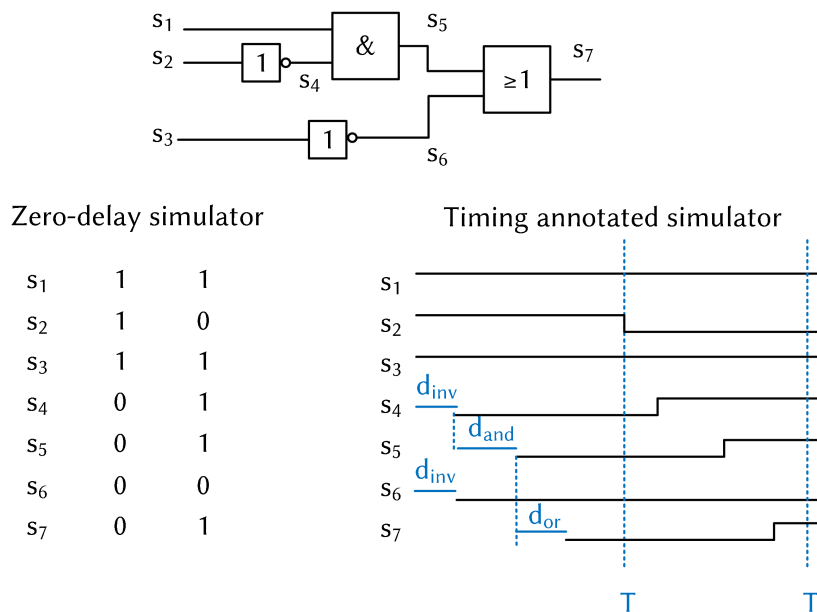 s1 s5
& s7
s2 1
s4 ≥1
s3 1
s6
Zero-delay simulator Timing annotated simulator
s1 1 1 s1
s2 1 0 s2
s3 1 1 s3
dinv
s4 0 1 s4
dand
s5 0 1 s5
dinv
s6 0 0 s6
dor
s7 0 1 s7
T T